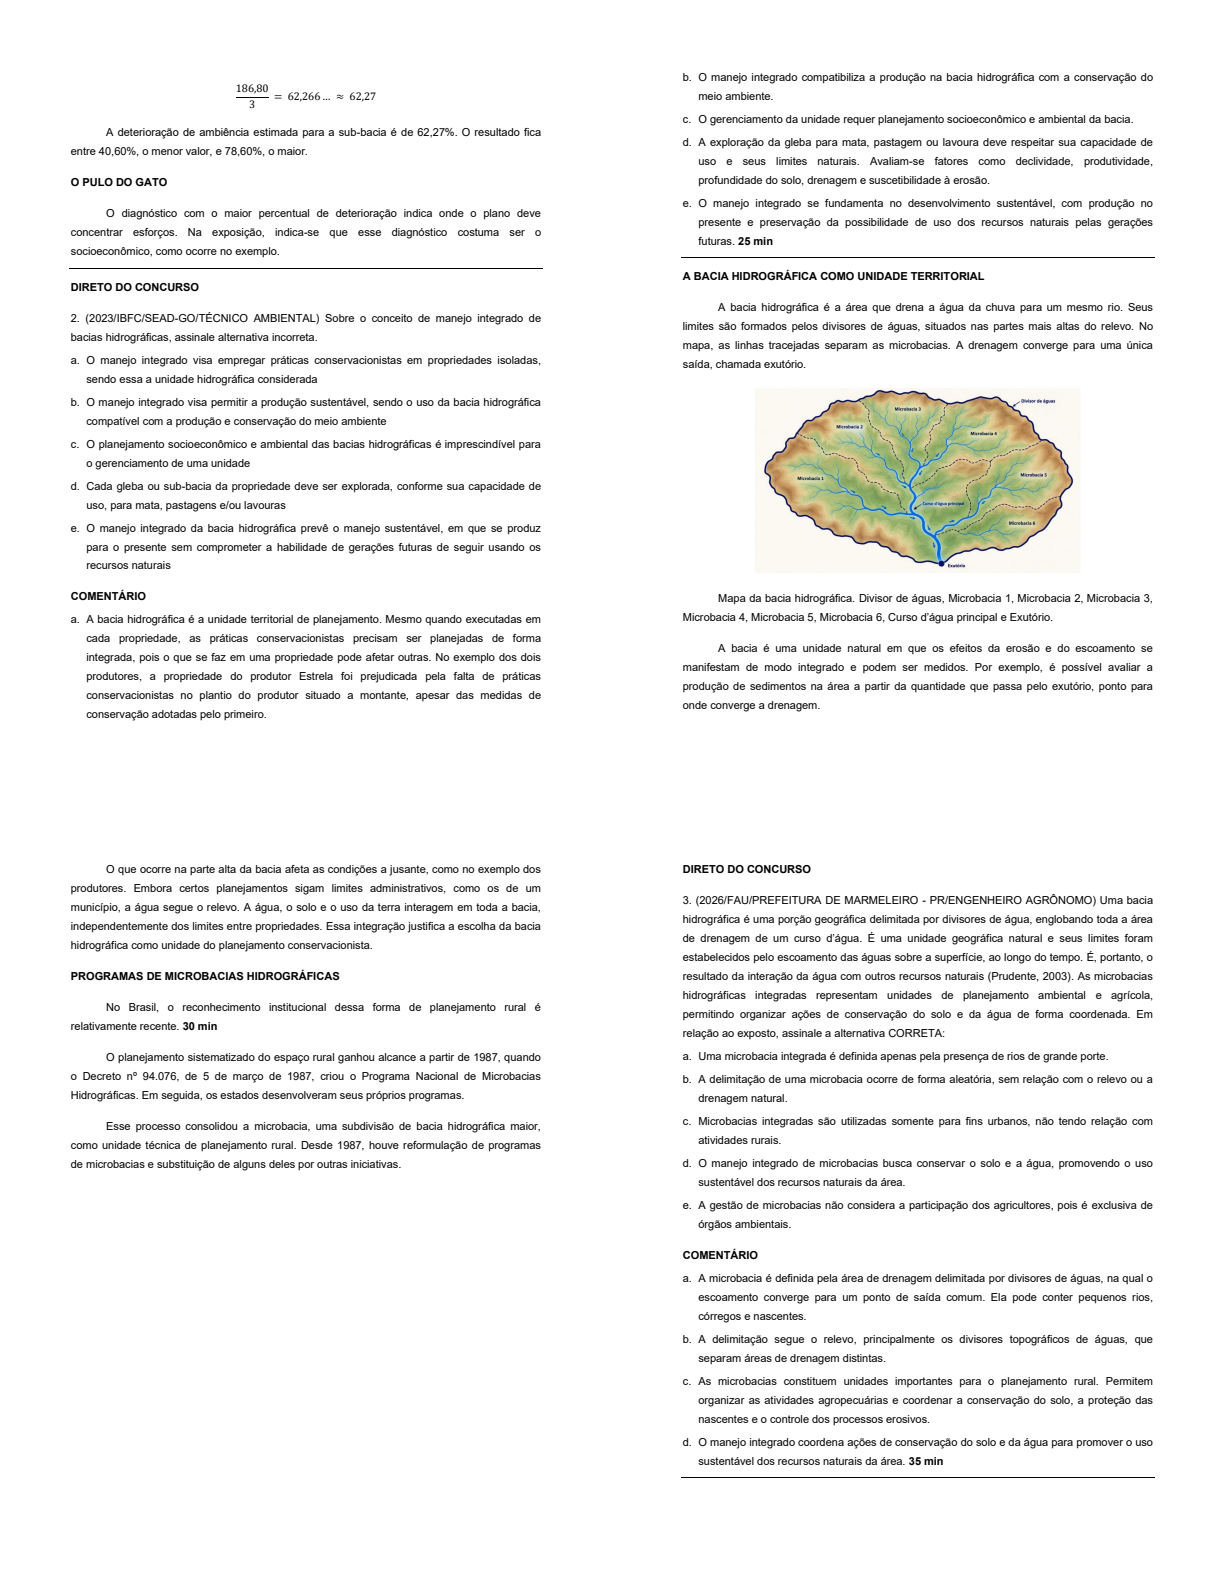 186,80
3
= 62,266 ... ≈ 62,27
A deterioração de ambiência estimada para a sub-bacia é de 62,27%. O resultado fica
entre 40,60%, o menor valor, e 78,60%, o maior.
O PULO DO GATO
O diagnóstico com o maior percentual de deterioração indica onde o plano deve
concentrar esforços. Na exposição, indica-se que esse diagnóstico costuma ser o
socioeconômico, como ocorre no exemplo.
DIRETO DO CONCURSO
2. (2023/IBFC/SEAD-GO/TÉCNICO AMBIENTAL) Sobre o conceito de manejo integrado de
bacias hidrográficas, assinale alternativa incorreta.
a. O manejo integrado visa empregar práticas conservacionistas em propriedades isoladas,
sendo essa a unidade hidrográfica considerada
b. O manejo integrado visa permitir a produção sustentável, sendo o uso da bacia hidrográfica
compatível com a produção e conservação do meio ambiente
c. O planejamento socioeconômico e ambiental das bacias hidrográficas é imprescindível para
o gerenciamento de uma unidade
d. Cada gleba ou sub-bacia da propriedade deve ser explorada, conforme sua capacidade de
uso, para mata, pastagens e/ou lavouras
e. O manejo integrado da bacia hidrográfica prevê o manejo sustentável, em que se produz
para o presente sem comprometer a habilidade de gerações futuras de seguir usando os
recursos naturais
COMENTÁRIO
a. A bacia hidrográfica é a unidade territorial de planejamento. Mesmo quando executadas em
cada propriedade, as práticas conservacionistas precisam ser planejadas de forma
integrada, pois o que se faz em uma propriedade pode afetar outras. No exemplo dos dois
produtores, a propriedade do produtor Estrela foi prejudicada pela falta de práticas
conservacionistas no plantio do produtor situado a montante, apesar das medidas de
conservação adotadas pelo primeiro.
b. O manejo integrado compatibiliza a produção na bacia hidrográfica com a conservação do
meio ambiente.
c. O gerenciamento da unidade requer planejamento socioeconômico e ambiental da bacia.
d. A exploração da gleba para mata, pastagem ou lavoura deve respeitar sua capacidade de
uso e seus limites naturais. Avaliam-se fatores como declividade, produtividade,
profundidade do solo, drenagem e suscetibilidade à erosão.
e. O manejo integrado se fundamenta no desenvolvimento sustentável, com produção no
presente e preservação da possibilidade de uso dos recursos naturais pelas gerações
futuras. 25 min
A BACIA HIDROGRÁFICA COMO UNIDADE TERRITORIAL
A bacia hidrográfica é a área que drena a água da chuva para um mesmo rio. Seus
limites são formados pelos divisores de águas, situados nas partes mais altas do relevo. No
mapa, as linhas tracejadas separam as microbacias. A drenagem converge para uma única
saída, chamada exutório.
Divisor de águas
Microbacia 3
Microbacia 2
Microbacia 4
Microbacia 1
Microbacia 5
Curso d'água principal
Microbacia 6
Exutório
Mapa da bacia hidrográfica. Divisor de águas, Microbacia 1, Microbacia 2, Microbacia 3,
Microbacia 4, Microbacia 5, Microbacia 6, Curso d'água principal e Exutório.
A bacia é uma unidade natural em que os efeitos da erosão e do escoamento se
manifestam de modo integrado e podem ser medidos. Por exemplo, é possível avaliar a
produção de sedimentos na área a partir da quantidade que passa pelo exutório, ponto para
onde converge a drenagem.
O que ocorre na parte alta da bacia afeta as condições a jusante, como no exemplo dos
produtores. Embora certos planejamentos sigam limites administrativos, como os de um
município, a água segue o relevo. A água, o solo e o uso da terra interagem em toda a bacia,
independentemente dos limites entre propriedades. Essa integração justifica a escolha da bacia
hidrográfica como unidade do planejamento conservacionista.
PROGRAMAS DE MICROBACIAS HIDROGRÁFICAS
No Brasil, o reconhecimento institucional dessa forma de planejamento rural é
relativamente recente. 30 min
O planejamento sistematizado do espaço rural ganhou alcance a partir de 1987, quando
o Decreto nº 94.076, de 5 de março de 1987, criou o Programa Nacional de Microbacias
Hidrográficas. Em seguida, os estados desenvolveram seus próprios programas.
Esse processo consolidou a microbacia, uma subdivisão de bacia hidrográfica maior,
como unidade técnica de planejamento rural. Desde 1987, houve reformulação de programas
de microbacias e substituição de alguns deles por outras iniciativas.
DIRETO DO CONCURSO
3. (2026/FAU/PREFEITURA DE MARMELEIRO - PR/ENGENHEIRO AGRÔNOMO) Uma bacia
hidrográfica é uma porção geográfica delimitada por divisores de água, englobando toda a área
de drenagem de um curso d'água. É uma unidade geográfica natural e seus limites foram
estabelecidos pelo escoamento das águas sobre a superfície, ao longo do tempo. É, portanto, o
resultado da interação da água com outros recursos naturais (Prudente, 2003). As microbacias
hidrográficas integradas representam unidades de planejamento ambiental e agrícola,
permitindo organizar ações de conservação do solo e da água de forma coordenada. Em
relação ao exposto, assinale a alternativa CORRETA:
a. Uma microbacia integrada é definida apenas pela presença de rios de grande porte.
b. A delimitação de uma microbacia ocorre de forma aleatória, sem relação com o relevo ou a
drenagem natural.
c. Microbacias integradas são utilizadas somente para fins urbanos, não tendo relação com
atividades rurais.
d. O manejo integrado de microbacias busca conservar o solo e a água, promovendo o uso
sustentável dos recursos naturais da área.
e. A gestão de microbacias não considera a participação dos agricultores, pois é exclusiva de
órgãos ambientais.
COMENTÁRIO
a. A microbacia é definida pela área de drenagem delimitada por divisores de águas, na qual o
escoamento converge para um ponto de saída comum. Ela pode conter pequenos rios,
córregos e nascentes.
b. A delimitação segue o relevo, principalmente os divisores topográficos de águas, que
separam áreas de drenagem distintas.
c. As microbacias constituem unidades importantes para o planejamento rural. Permitem
organizar as atividades agropecuárias e coordenar a conservação do solo, a proteção das
nascentes e o controle dos processos erosivos.
d. O manejo integrado coordena ações de conservação do solo e da água para promover o uso
sustentável dos recursos naturais da área. 35 min